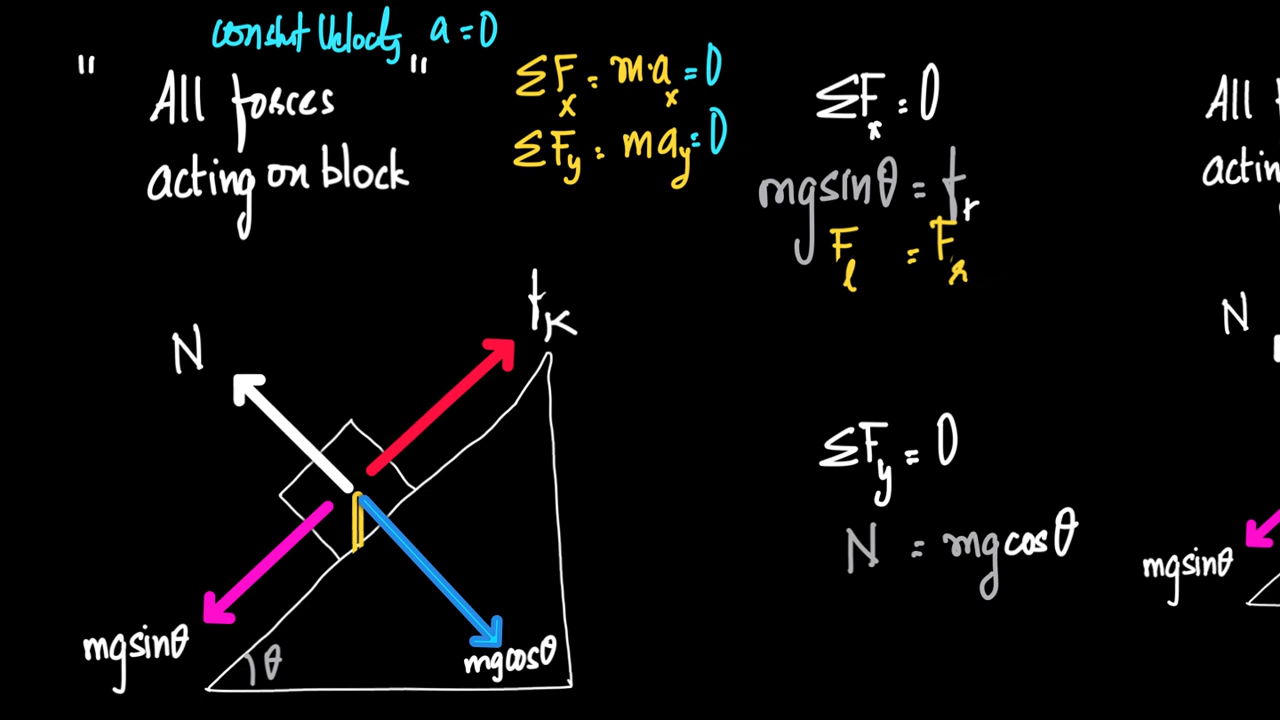 constnt Velocity a=0
" All forces "
acting on block
ΣFx = m·ax = 0
ΣFy = may = 0
ΣFx = 0
mgsinθ = fr
Fl = Fr
ΣFy = 0
N = mgcosθ
N
fK
mgsinθ
θ
mgcosθ
All
actin
N
mgsinθ